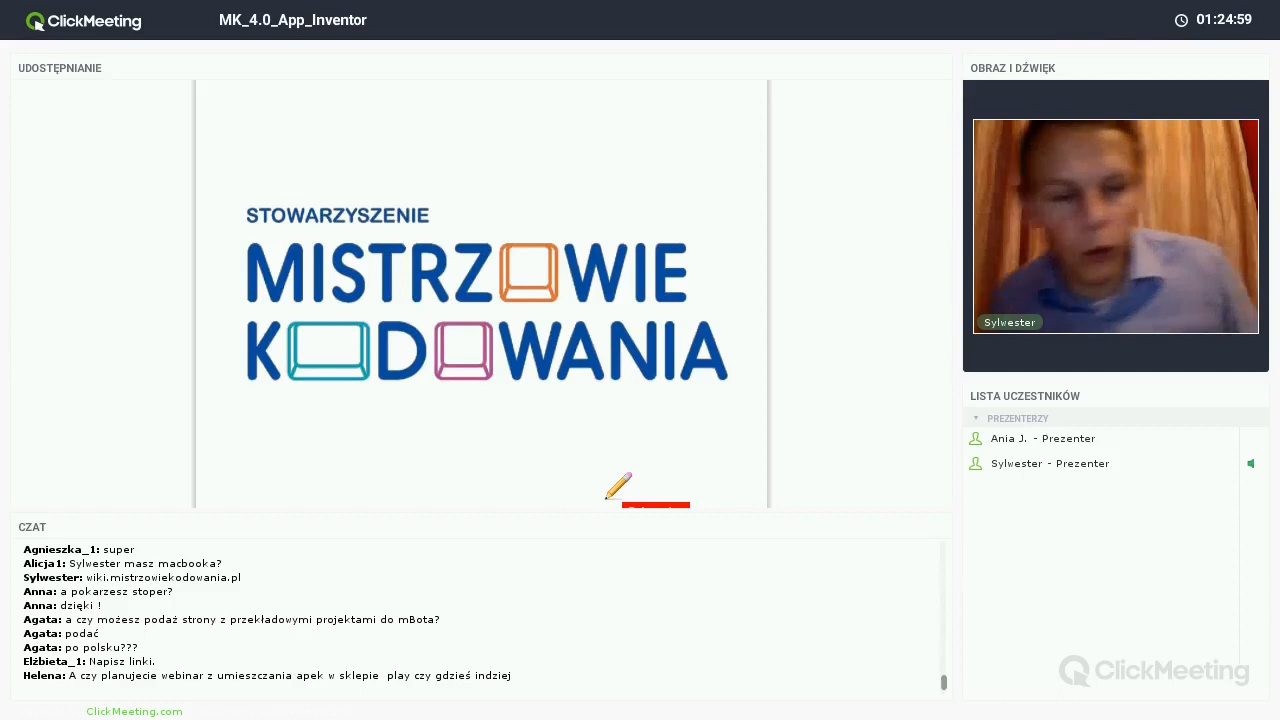 ClickMeeting
MK_4.0_App_Inventor
01:24:59
UDOSTĘPNIANIE
STOWARZYSZENIE
MISTRZOWIE
KODOWANIA
OBRAZ I DŹWIĘK
Sylwester
LISTA UCZESTNIKÓW
PREZENTERZY
Ania J. - Prezenter
Sylwester - Prezenter
CZAT
Agnieszka_1: super
Alicja1: Sylwester masz macbooka?
Sylwester: wiki.mistrzowiekodowania.pl
Anna: a pokarzesz stoper?
Anna: dzięki !
Agata: a czy możesz podaż strony z przekładowymi projektami do mBota?
Agata: podać
Agata: po polsku???
Elżbieta_1: Napisz linki.
Helena: A czy planujecie webinar z umieszczania apek w sklepie play czy gdzieś indziej
ClickMeeting
ClickMeeting.com